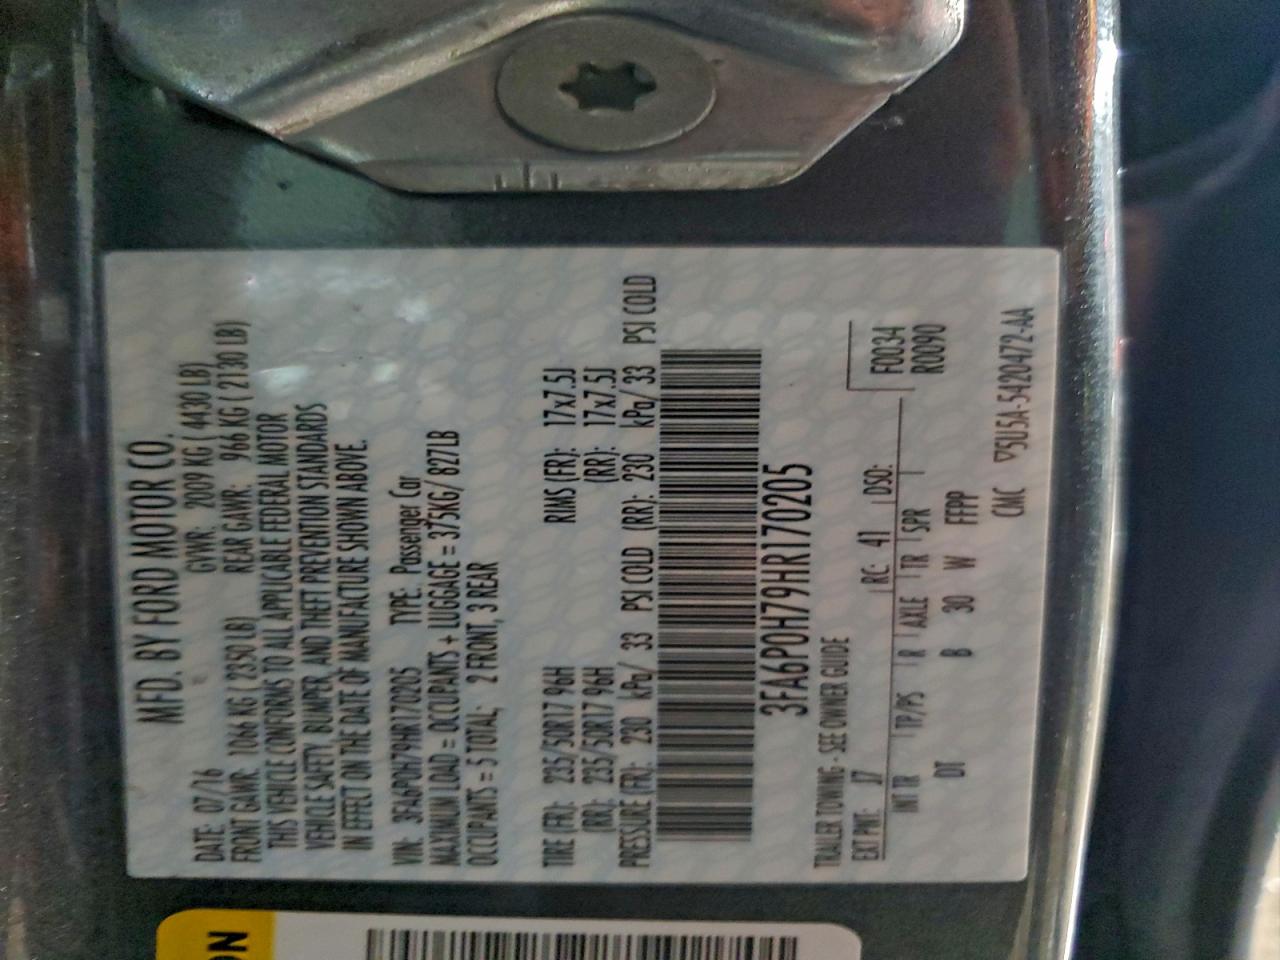 MFD. BY FORD MOTOR CO.
DATE: 07/16 GVWR: 2009 KG ( 4430 LB)
FRONT GAWR: 1066 KG ( 2350 LB) REAR GAWR: 966 KG ( 2130 LB)
THIS VEHICLE CONFORMS TO ALL APPLICABLE FEDERAL MOTOR
VEHICLE SAFETY, BUMPER, AND THEFT PREVENTION STANDARDS
IN EFFECT ON THE DATE OF MANUFACTURE SHOWN ABOVE.
VIN: 3FA6P0H79HR170205 TYPE: Passenger Car
MAXIMUM LOAD = OCCUPANTS + LUGGAGE = 375KG/ 827LB
OCCUPANTS = 5 TOTAL; 2 FRONT, 3 REAR
TIRE (FR): 235/50R17 96H RIMS (FR): 17x7.5J
(RR): 235/50R17 96H (RR): 17x7.5J
PRESSURE (FR): 230 kPa/ 33 PSI COLD (RR): 230 kPa/ 33 PSI COLD
3FA6P0H79HR170205
TRAILER TOWING - SEE OWNER GUIDE
EXT PNT: J7 RC: 41 DSO: F0034
INT TR TP/PS R AXLE TR SPR R0090
DT B 30 W FFPP
CMC ▽5U5A-5420472-AA
ON